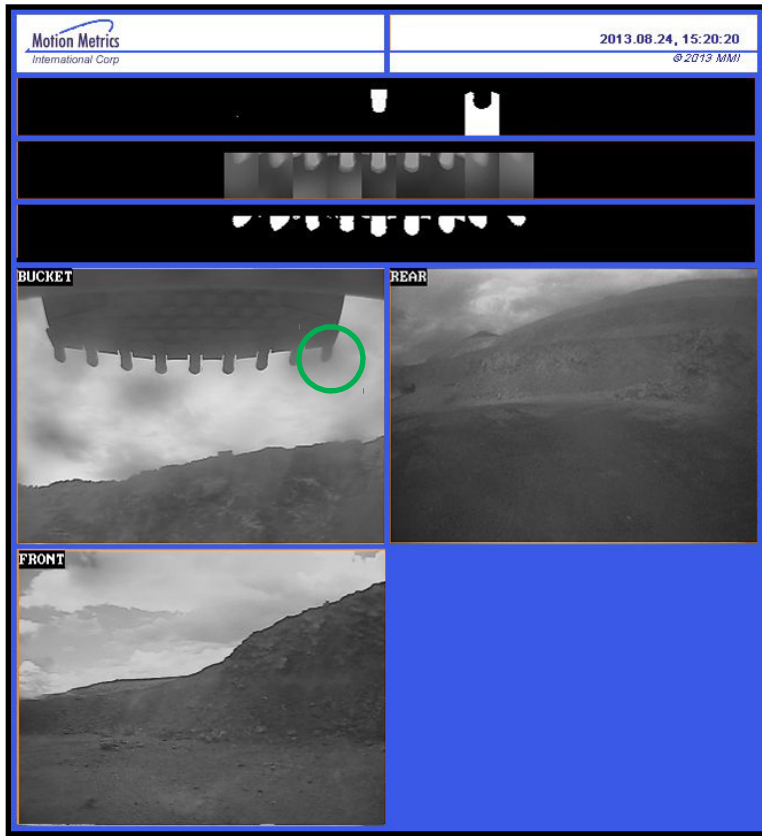 Motion Metrics
International Corp
2013.08.24, 15:20:20
© 2013 MMI
BUCKET
REAR
FRONT